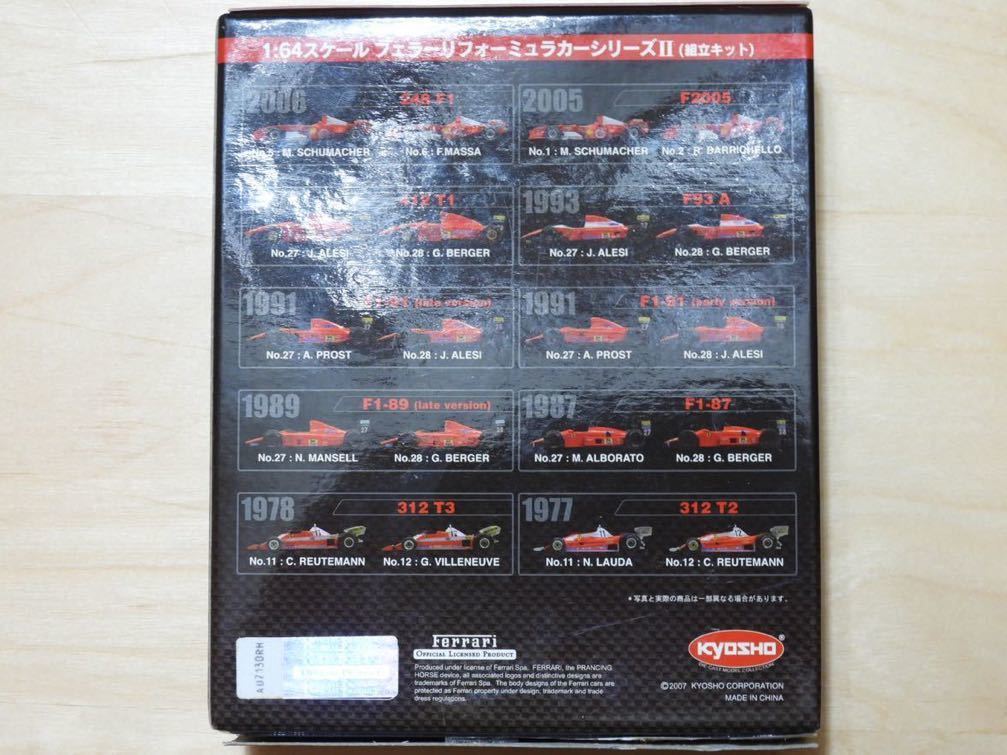 1:64スケール フェラーリフォーミュラカーシリーズII (組立キット)
2006 248 F1
No.5 : M. SCHUMACHER No.6 : F.MASSA
2005 F2005
No.1 : M. SCHUMACHER No.2 : R. BARRICHELLO
412 T1
No.27 : J. ALESI No.28 : G. BERGER
1993 F93 A
No.27 : J. ALESI No.28 : G. BERGER
1991 F1-91 (late version)
No.27 : A. PROST No.28 : J. ALESI
1991 F1-91 (early version)
No.27 : A. PROST No.28 : J. ALESI
1989 F1-89 (late version)
No.27 : N. MANSELL No.28 : G. BERGER
1987 F1-87
No.27 : M. ALBORATO No.28 : G. BERGER
1978 312 T3
No.11 : C. REUTEMANN No.12 : G. VILLENEUVE
1977 312 T2
No.11 : N. LAUDA No.12 : C. REUTEMANN
*写真と実際の商品は一部異なる場合があります。
AU7130RH
Ferrari
OFFICIAL LICENSED PRODUCT
Produced under license of Ferrari Spa. FERRARI, the PRANCING
HORSE device, all associated logos and distinctive designs are
trademarks of Ferrari Spa. The body designs of the Ferrari cars are
protected as Ferrari property under design, trademark and trade
dress regulations.
KYOSHO®
DIE-CAST MODEL COLLECTION
©2007 KYOSHO CORPORATION
MADE IN CHINA